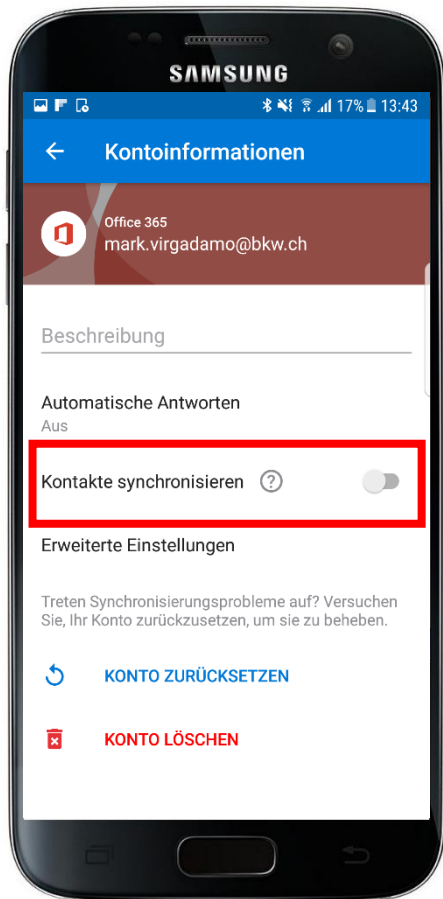 SAMSUNG
17% 13:43
Kontoinformationen
Office 365
mark.virgadamo@bkw.ch
Beschreibung
Automatische Antworten
Aus
Kontakte synchronisieren ?
Erweiterte Einstellungen
Treten Synchronisierungsprobleme auf? Versuchen
Sie, Ihr Konto zurückzusetzen, um sie zu beheben.
KONTO ZURÜCKSETZEN
KONTO LÖSCHEN